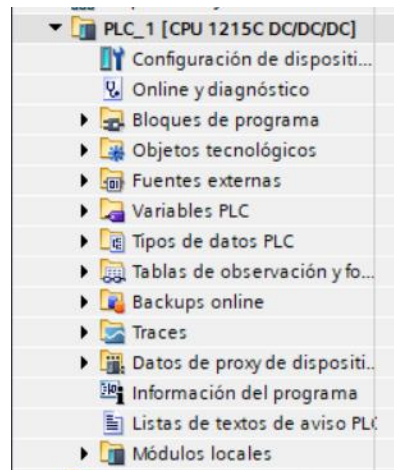 PLC_1 [CPU 1215C DC/DC/DC]
Configuración de dispositi...
Online y diagnóstico
Bloques de programa
Objetos tecnológicos
Fuentes externas
Variables PLC
Tipos de datos PLC
Tablas de observación y fo...
Backups online
Traces
Datos de proxy de dispositi..
Información del programa
Listas de textos de aviso PLC
Módulos locales